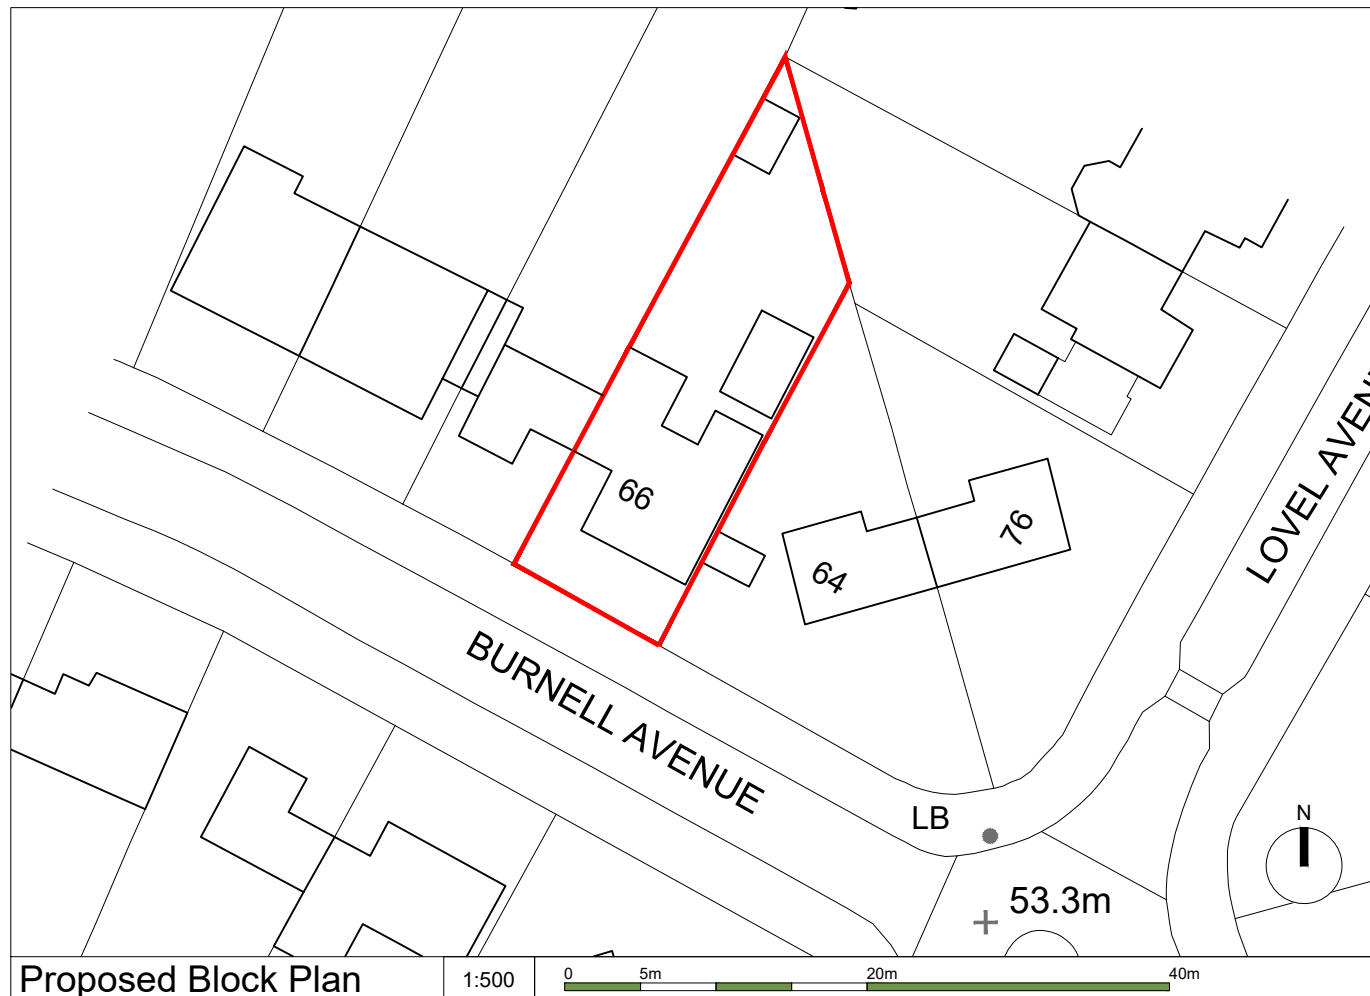 66
64
76
LOVEL AVEN
BURNELL AVENUE
LB
N
53.3m
Proposed Block Plan
1:500
0 5m 20m 40m